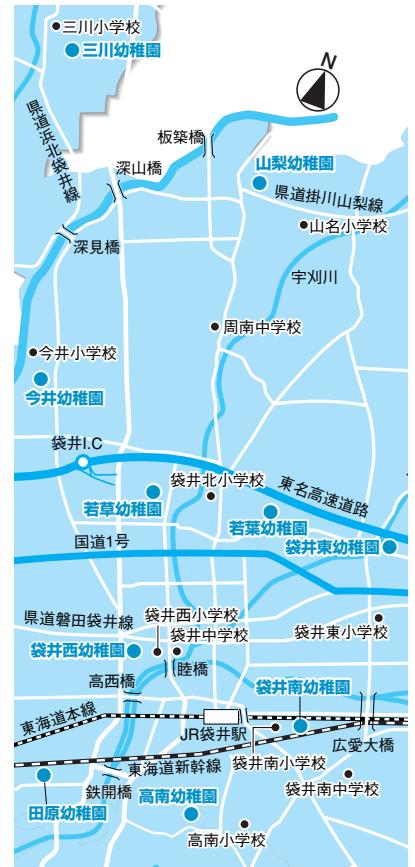 三川小学校
三川幼稚園
N
県道浜北袋井線
板築橋
深山橋
山梨幼稚園
県道掛川山梨線
山名小学校
深見橋
宇刈川
周南中学校
今井小学校
今井幼稚園
袋井I.C
袋井北小学校
東名高速道路
若草幼稚園
若葉幼稚園
国道1号
袋井東幼稚園
県道磐田袋井線
袋井西小学校
袋井東小学校
袋井中学校
袋井西幼稚園
睦橋
高西橋
袋井南幼稚園
東海道本線
JR袋井駅
広愛大橋
東海道新幹線
袋井南小学校
鉄開橋
袋井南中学校
田原幼稚園
高南幼稚園
高南小学校